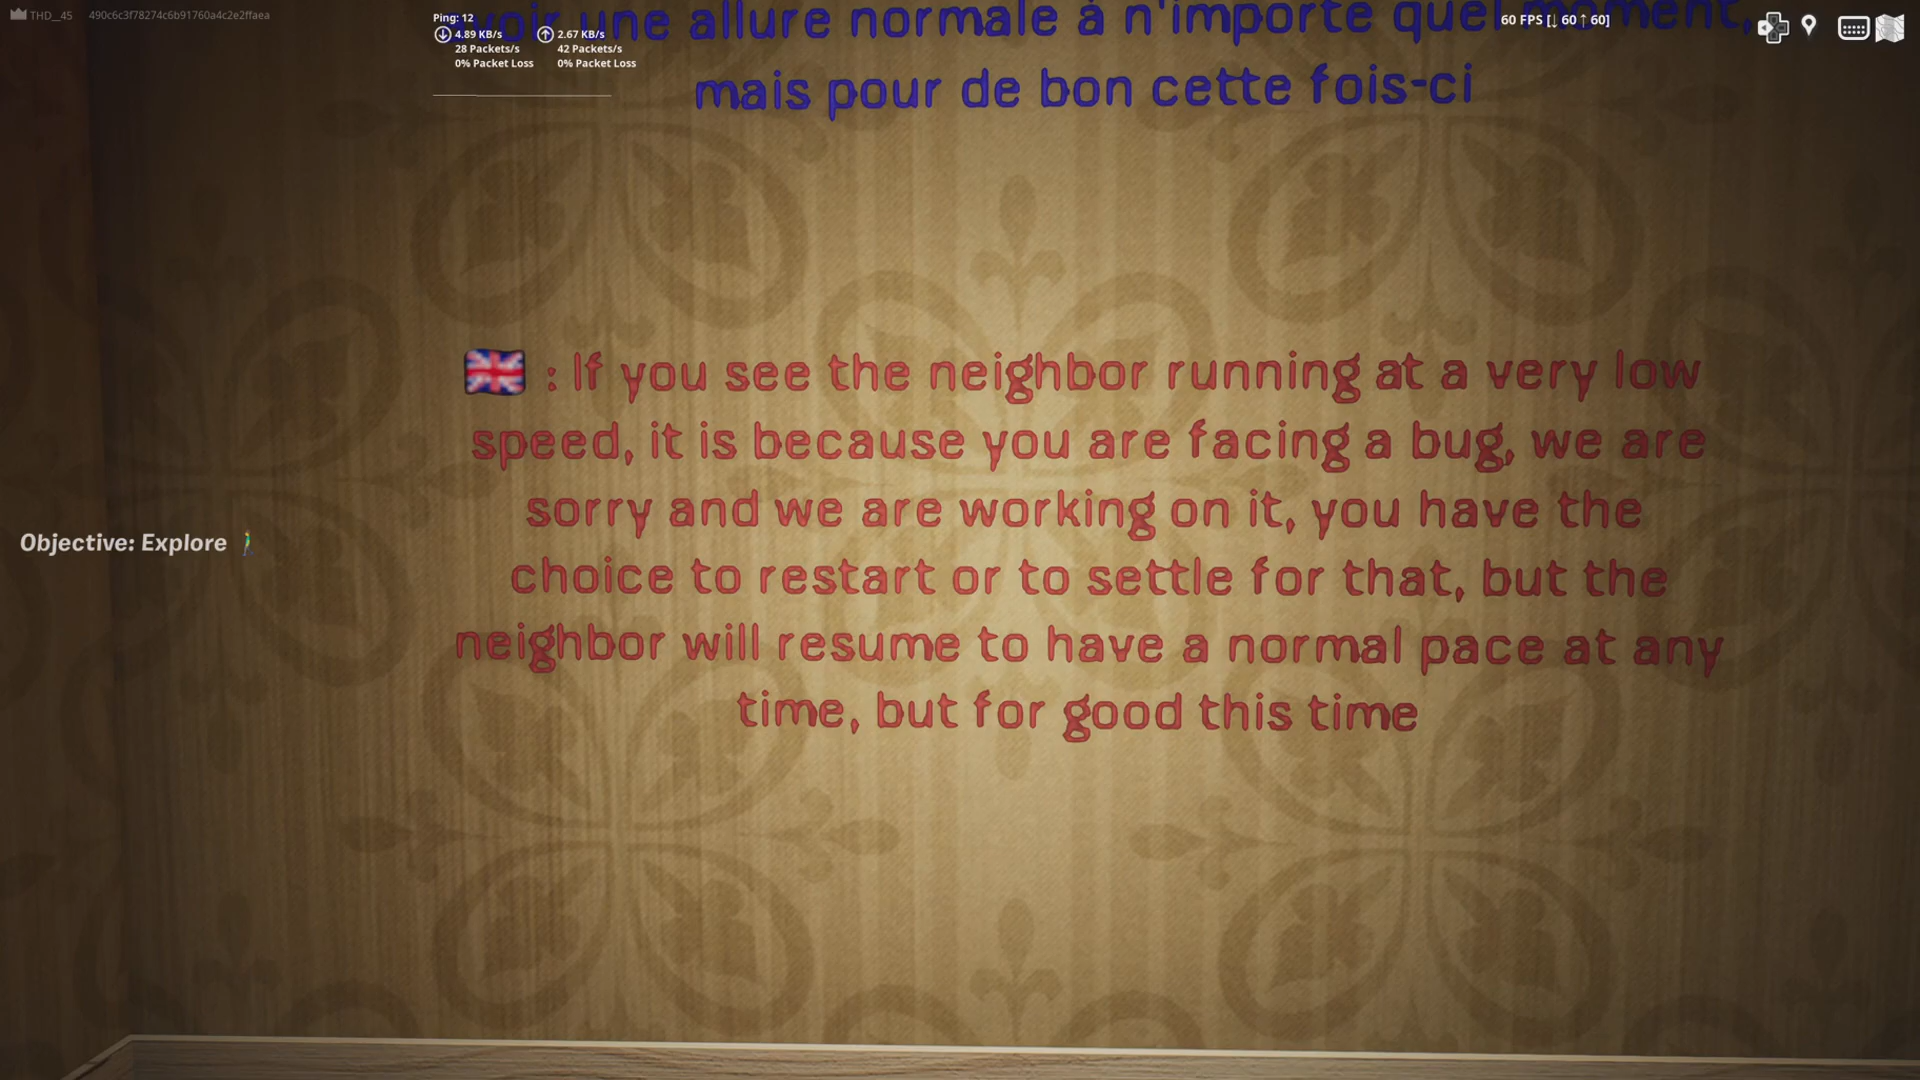 THD__45 490c6c3f78274c6b91760a4c2e2ffaea
Ping: 12
4.89 KB/s 2.67 KB/s
28 Packets/s 42 Packets/s
0% Packet Loss 0% Packet Loss
60 FPS [↓ 60 ↑ 60]
une allure normale à n'importe quel moment,
mais pour de bon cette fois-ci
🇬🇧 : If you see the neighbor running at a very low
speed, it is because you are facing a bug, we are
sorry and we are working on it, you have the
choice to restart or to settle for that, but the
neighbor will resume to have a normal pace at any
time, but for good this time
Objective: Explore 🚶